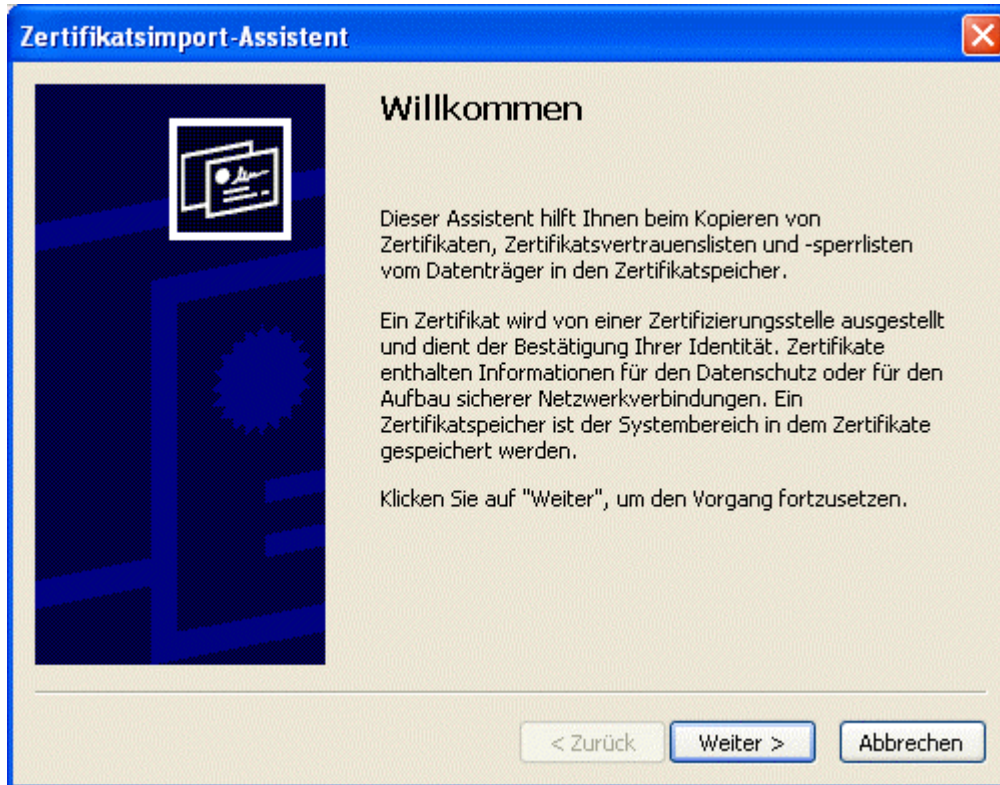 Zertifikatsimport-Assistent
Willkommen
Dieser Assistent hilft Ihnen beim Kopieren von
Zertifikaten, Zertifikatsvertrauenslisten und -sperrlisten
vom Datenträger in den Zertifikatspeicher.
Ein Zertifikat wird von einer Zertifizierungsstelle ausgestellt
und dient der Bestätigung Ihrer Identität. Zertifikate
enthalten Informationen für den Datenschutz oder für den
Aufbau sicherer Netzwerkverbindungen. Ein
Zertifikatspeicher ist der Systembereich in dem Zertifikate
gespeichert werden.
Klicken Sie auf "Weiter", um den Vorgang fortzusetzen.
< Zurück Weiter > Abbrechen